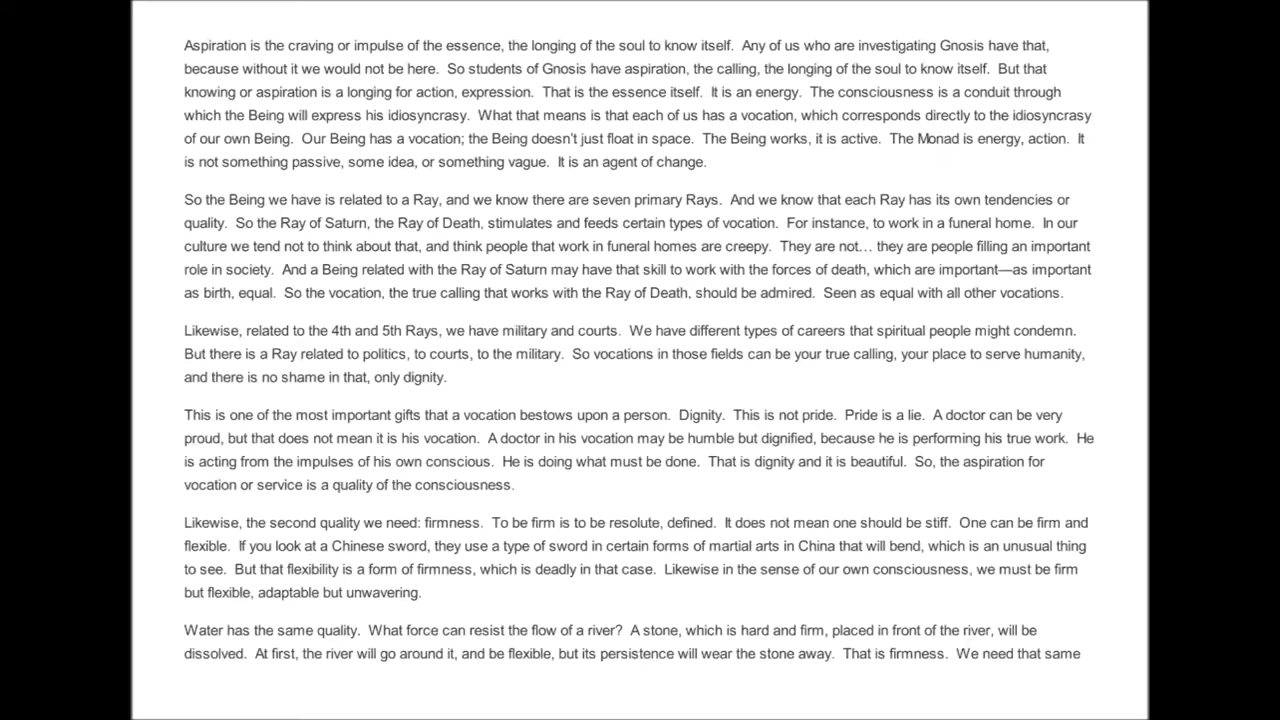 Aspiration is the craving or impulse of the essence, the longing of the soul to know itself.  Any of us who are investigating Gnosis have that,
because without it we would not be here.  So students of Gnosis have aspiration, the calling, the longing of the soul to know itself.  But that
knowing or aspiration is a longing for action, expression.  That is the essence itself.  It is an energy.  The consciousness is a conduit through
which the Being will express his idiosyncrasy.  What that means is that each of us has a vocation, which corresponds directly to the idiosyncrasy
of our own Being.  Our Being has a vocation; the Being doesn't just float in space.  The Being works, it is active.  The Monad is energy, action.  It
is not something passive, some idea, or something vague.  It is an agent of change.
So the Being we have is related to a Ray, and we know there are seven primary Rays.  And we know that each Ray has its own tendencies or
quality.  So the Ray of Saturn, the Ray of Death, stimulates and feeds certain types of vocation.  For instance, to work in a funeral home.  In our
culture we tend not to think about that, and think people that work in funeral homes are creepy.  They are not… they are people filling an important
role in society.  And a Being related with the Ray of Saturn may have that skill to work with the forces of death, which are important—as important
as birth, equal.  So the vocation, the true calling that works with the Ray of Death, should be admired.  Seen as equal with all other vocations.
Likewise, related to the 4th and 5th Rays, we have military and courts.  We have different types of careers that spiritual people might condemn.
But there is a Ray related to politics, to courts, to the military.  So vocations in those fields can be your true calling, your place to serve humanity,
and there is no shame in that, only dignity.
This is one of the most important gifts that a vocation bestows upon a person.  Dignity.  This is not pride.  Pride is a lie.  A doctor can be very
proud, but that does not mean it is his vocation.  A doctor in his vocation may be humble but dignified, because he is performing his true work.  He
is acting from the impulses of his own conscious.  He is doing what must be done.  That is dignity and it is beautiful.  So, the aspiration for
vocation or service is a quality of the consciousness.
Likewise, the second quality we need: firmness.  To be firm is to be resolute, defined.  It does not mean one should be stiff.  One can be firm and
flexible.  If you look at a Chinese sword, they use a type of sword in certain forms of martial arts in China that will bend, which is an unusual thing
to see.  But that flexibility is a form of firmness, which is deadly in that case.  Likewise in the sense of our own consciousness, we must be firm
but flexible, adaptable but unwavering.
Water has the same quality.  What force can resist the flow of a river?  A stone, which is hard and firm, placed in front of the river, will be
dissolved.  At first, the river will go around it, and be flexible, but its persistence will wear the stone away.  That is firmness.  We need that same